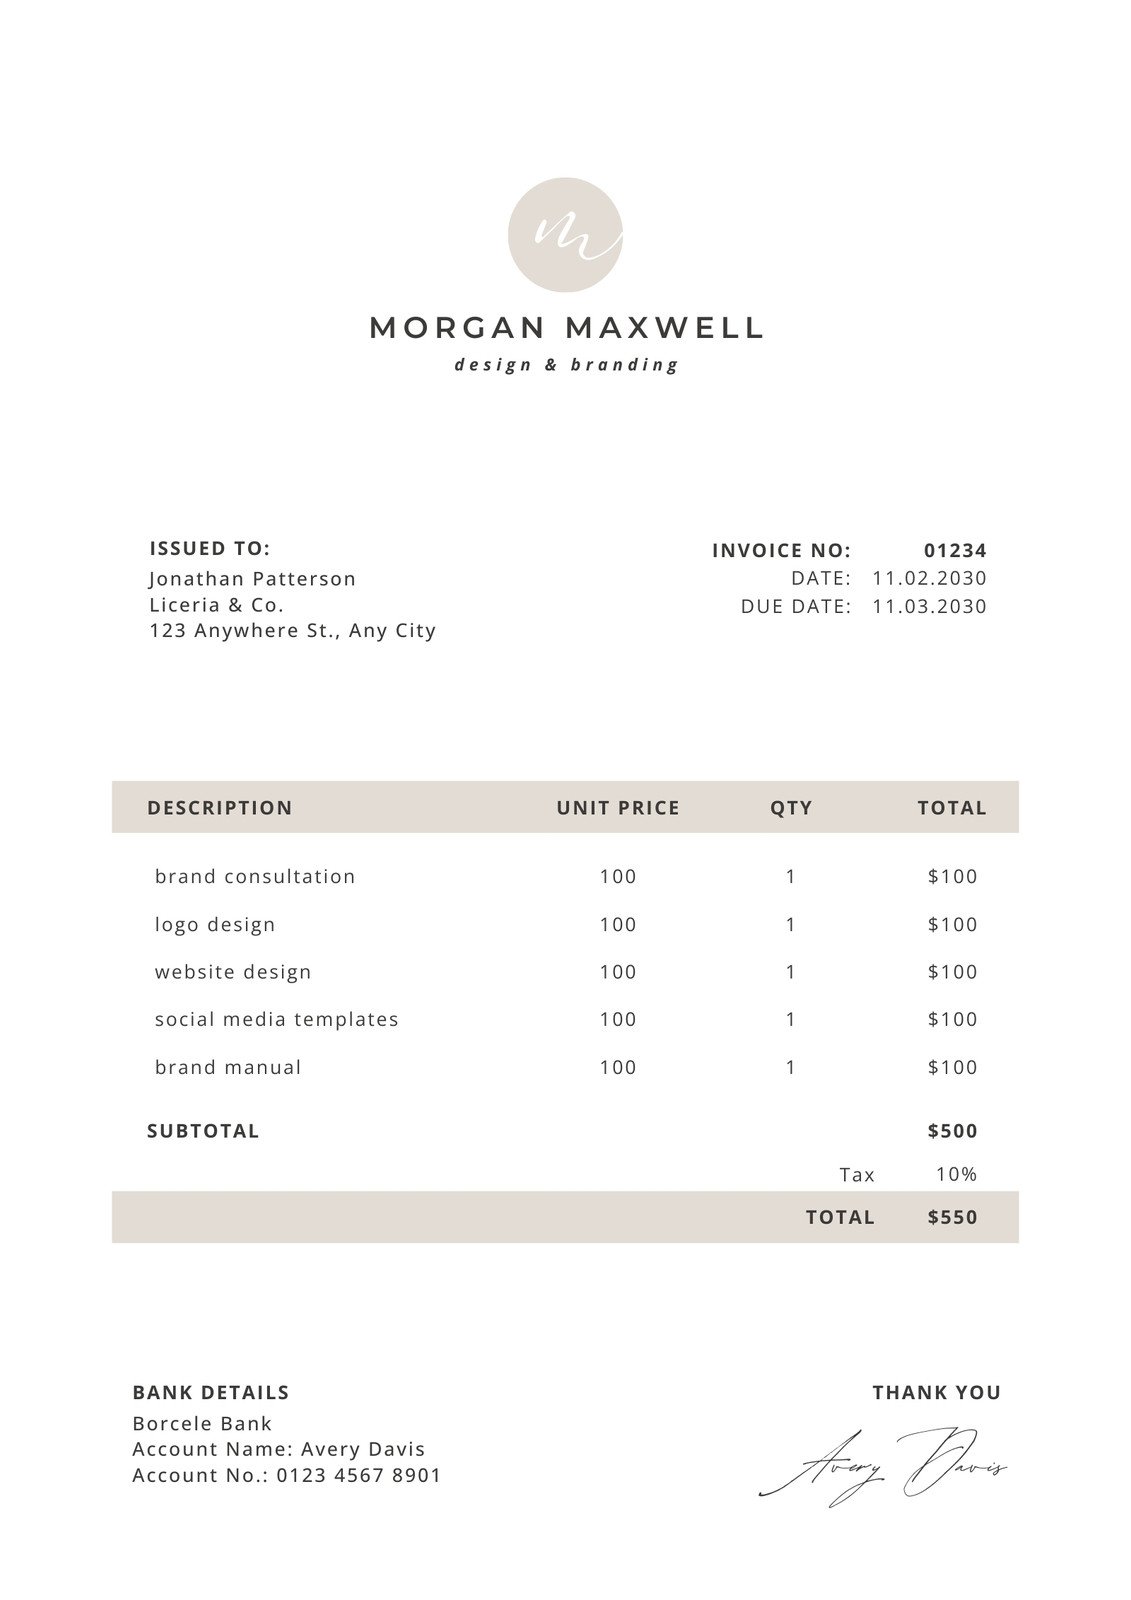 m
MORGAN MAXWELL
design & branding
ISSUED TO:
Jonathan Patterson
Liceria & Co.
123 Anywhere St., Any City
INVOICE NO: 01234
DATE: 11.02.2030
DUE DATE: 11.03.2030
DESCRIPTION UNIT PRICE QTY TOTAL
brand consultation 100 1 $100
logo design 100 1 $100
website design 100 1 $100
social media templates 100 1 $100
brand manual 100 1 $100
SUBTOTAL $500
Tax 10%
TOTAL $550
BANK DETAILS
Borcele Bank
Account Name: Avery Davis
Account No.: 0123 4567 8901
THANK YOU
Avery Davis